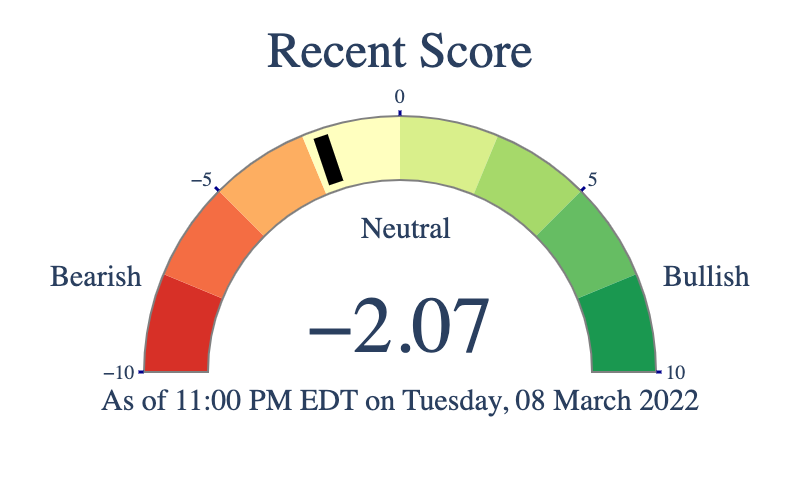 Recent Score
0
−5
5
Neutral
Bearish
Bullish
−2.07
−10
10
As of 11:00 PM EDT on Tuesday, 08 March 2022